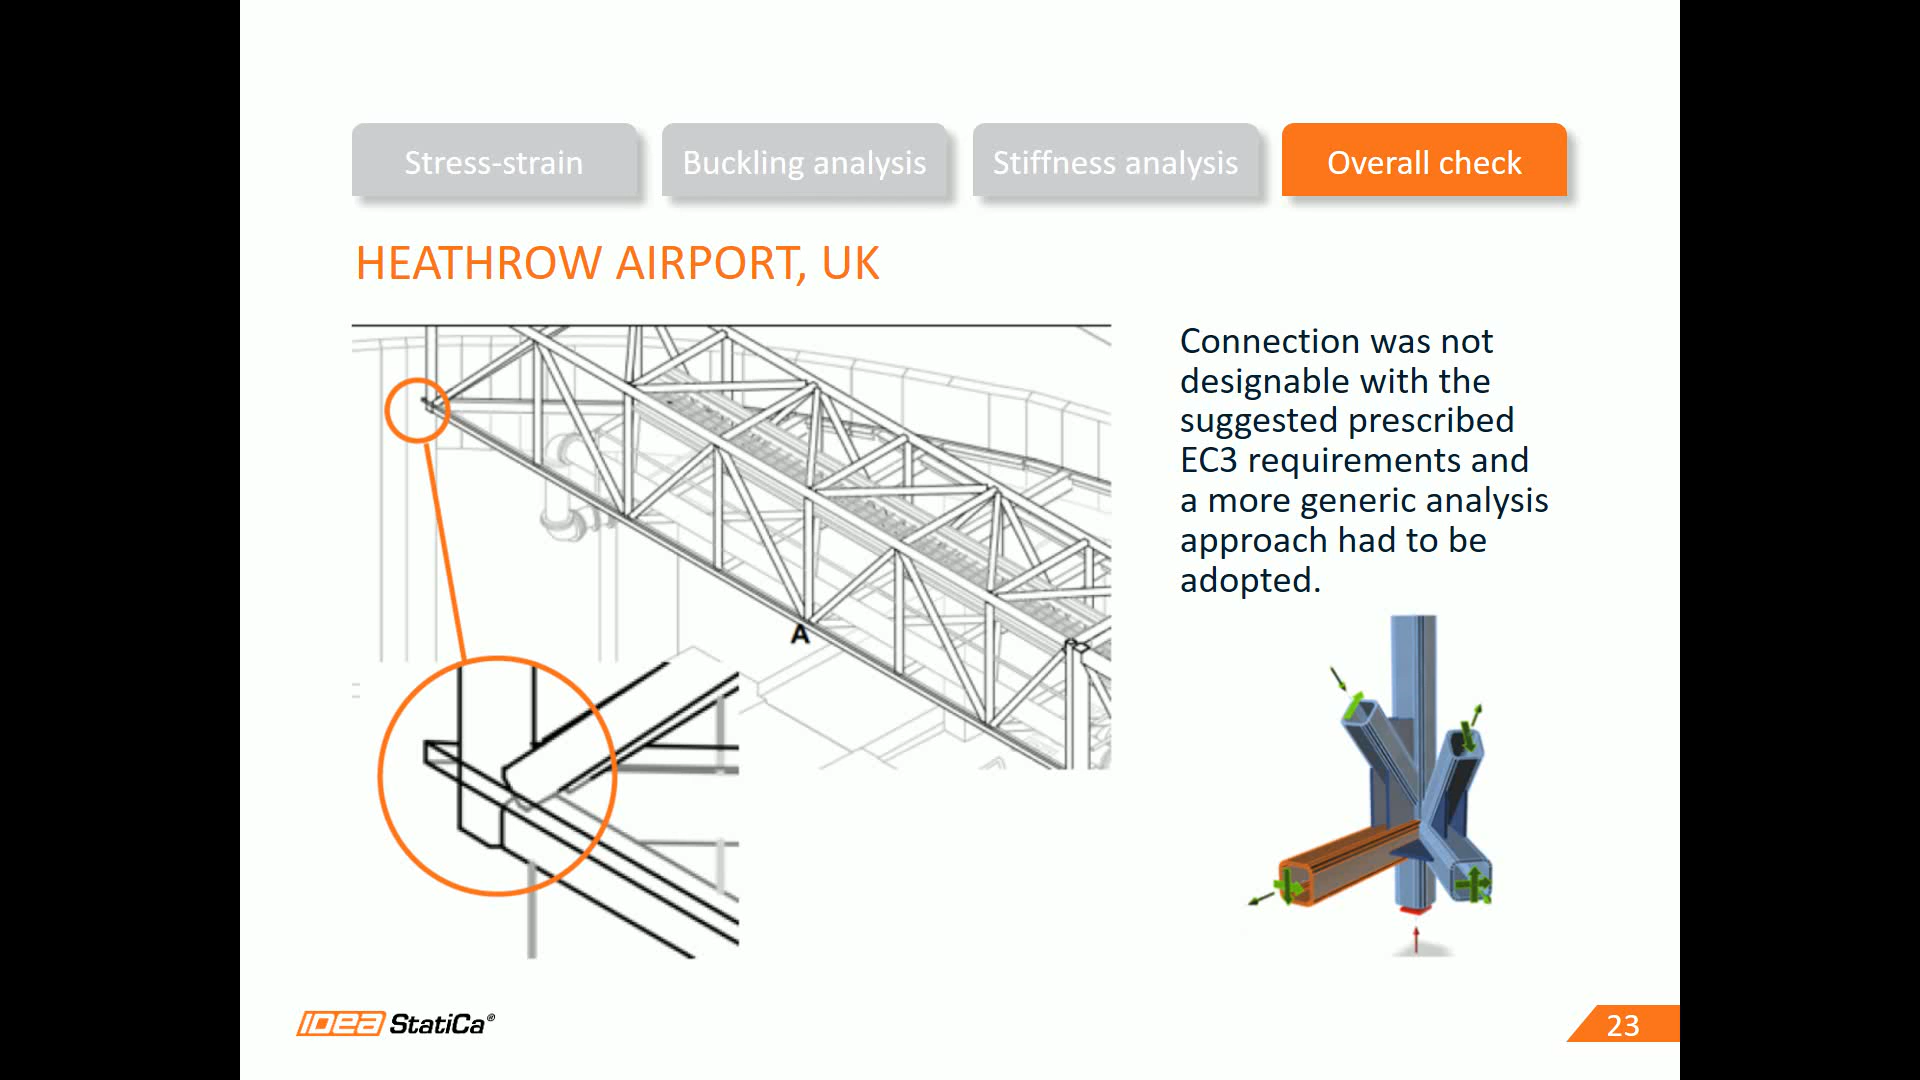 Stress-strain
Buckling analysis
Stiffness analysis
Overall check
HEATHROW AIRPORT, UK
Connection was not
designable with the
suggested prescribed
EC3 requirements and
a more generic analysis
approach had to be
adopted.
A
IDEA StatiCa®
23